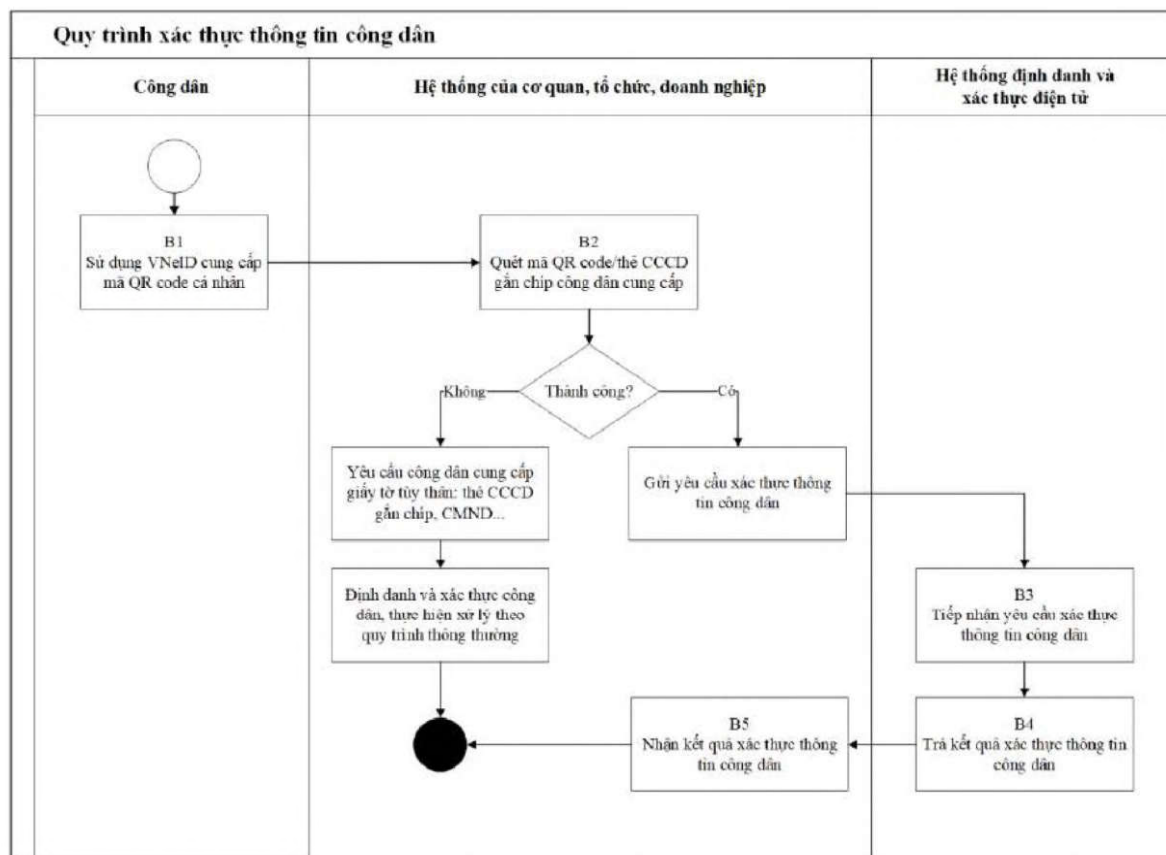 Quy trình xác thực thông tin công dân
Công dân
Hệ thống của cơ quan, tổ chức, doanh nghiệp
Hệ thống định danh và
xác thực điện tử
B1
Sử dụng VNeID cung cấp
mã QR code cá nhân
B2
Quét mã QR code/thẻ CCCD
gắn chip công dân cung cấp
Thành công?
Không
Có
Yêu cầu công dân cung cấp
giấy tờ tùy thân: thẻ CCCD
gắn chip, CMND...
Gửi yêu cầu xác thực thông
tin công dân
Định danh và xác thực công
dân, thực hiện xử lý theo
quy trình thông thường
B3
Tiếp nhận yêu cầu xác thực
thông tin công dân
B5
Nhận kết quả xác thực thông
tin công dân
B4
Trả kết quả xác thực thông tin
công dân